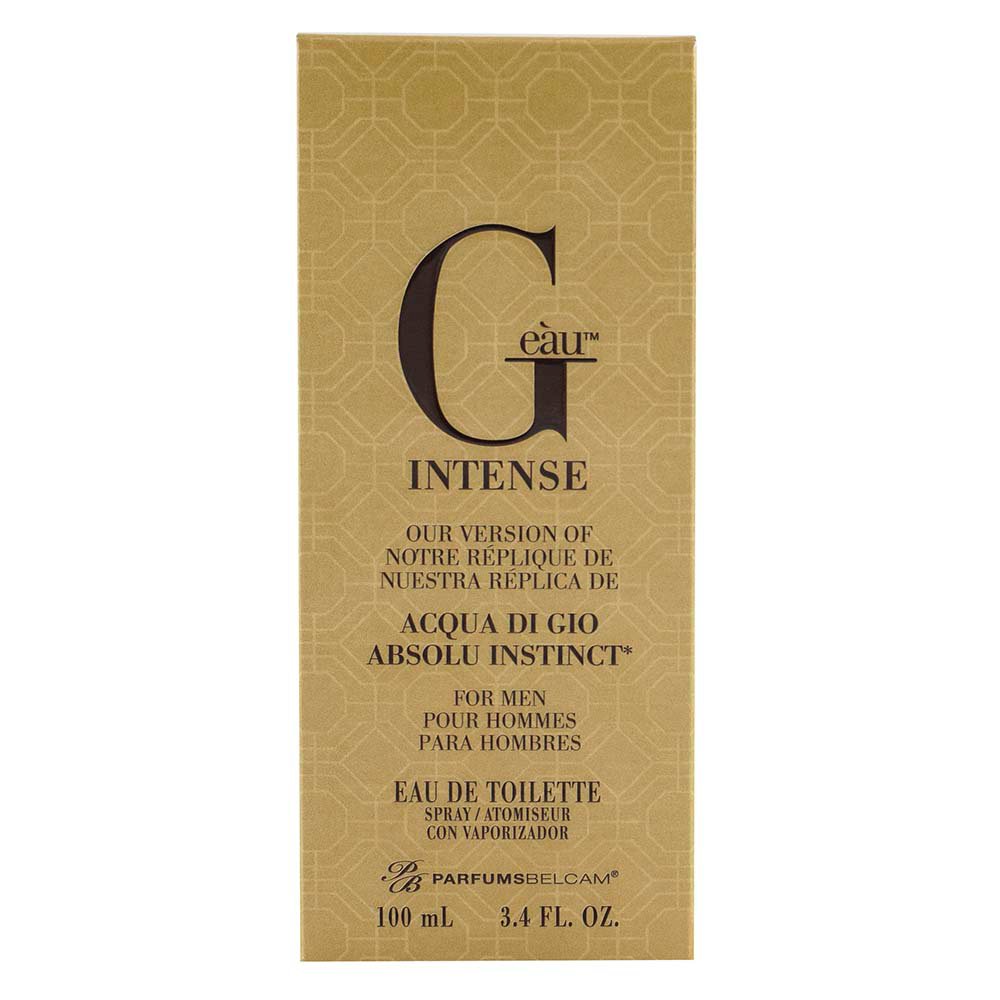 G eàu™
INTENSE
OUR VERSION OF
NOTRE RÉPLIQUE DE
NUESTRA RÉPLICA DE
ACQUA DI GIO
ABSOLU INSTINCT*
FOR MEN
POUR HOMMES
PARA HOMBRES
EAU DE TOILETTE
SPRAY / ATOMISEUR
CON VAPORIZADOR
PB PARFUMSBELCAM®
100 mL 3.4 FL. OZ.